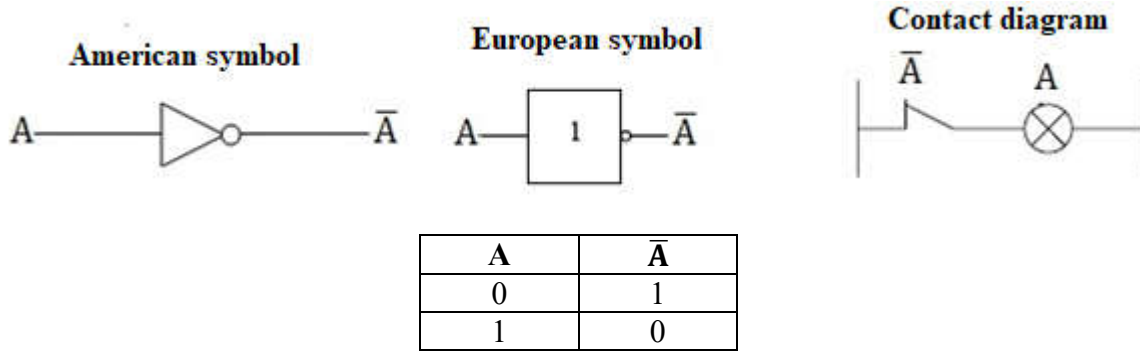 American symbol
European symbol
Contact diagram
A A̅
A 1 A̅
A̅ A
A A̅
0 1
1 0